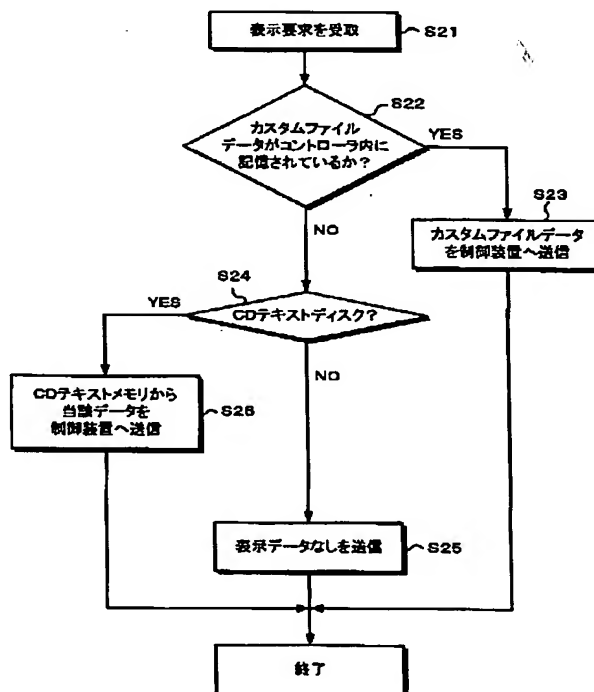 表示要求を受取
S21
S22
カスタムファイル
データがコントローラ内に
記憶されているか?
YES
S23
カスタムファイルデータ
を制御装置へ送信
NO
S24
YES
CDテキストディスク?
NO
CDテキストメモリから
当該データを
制御装置へ送信
S26
表示データなしを送信
S25
終了